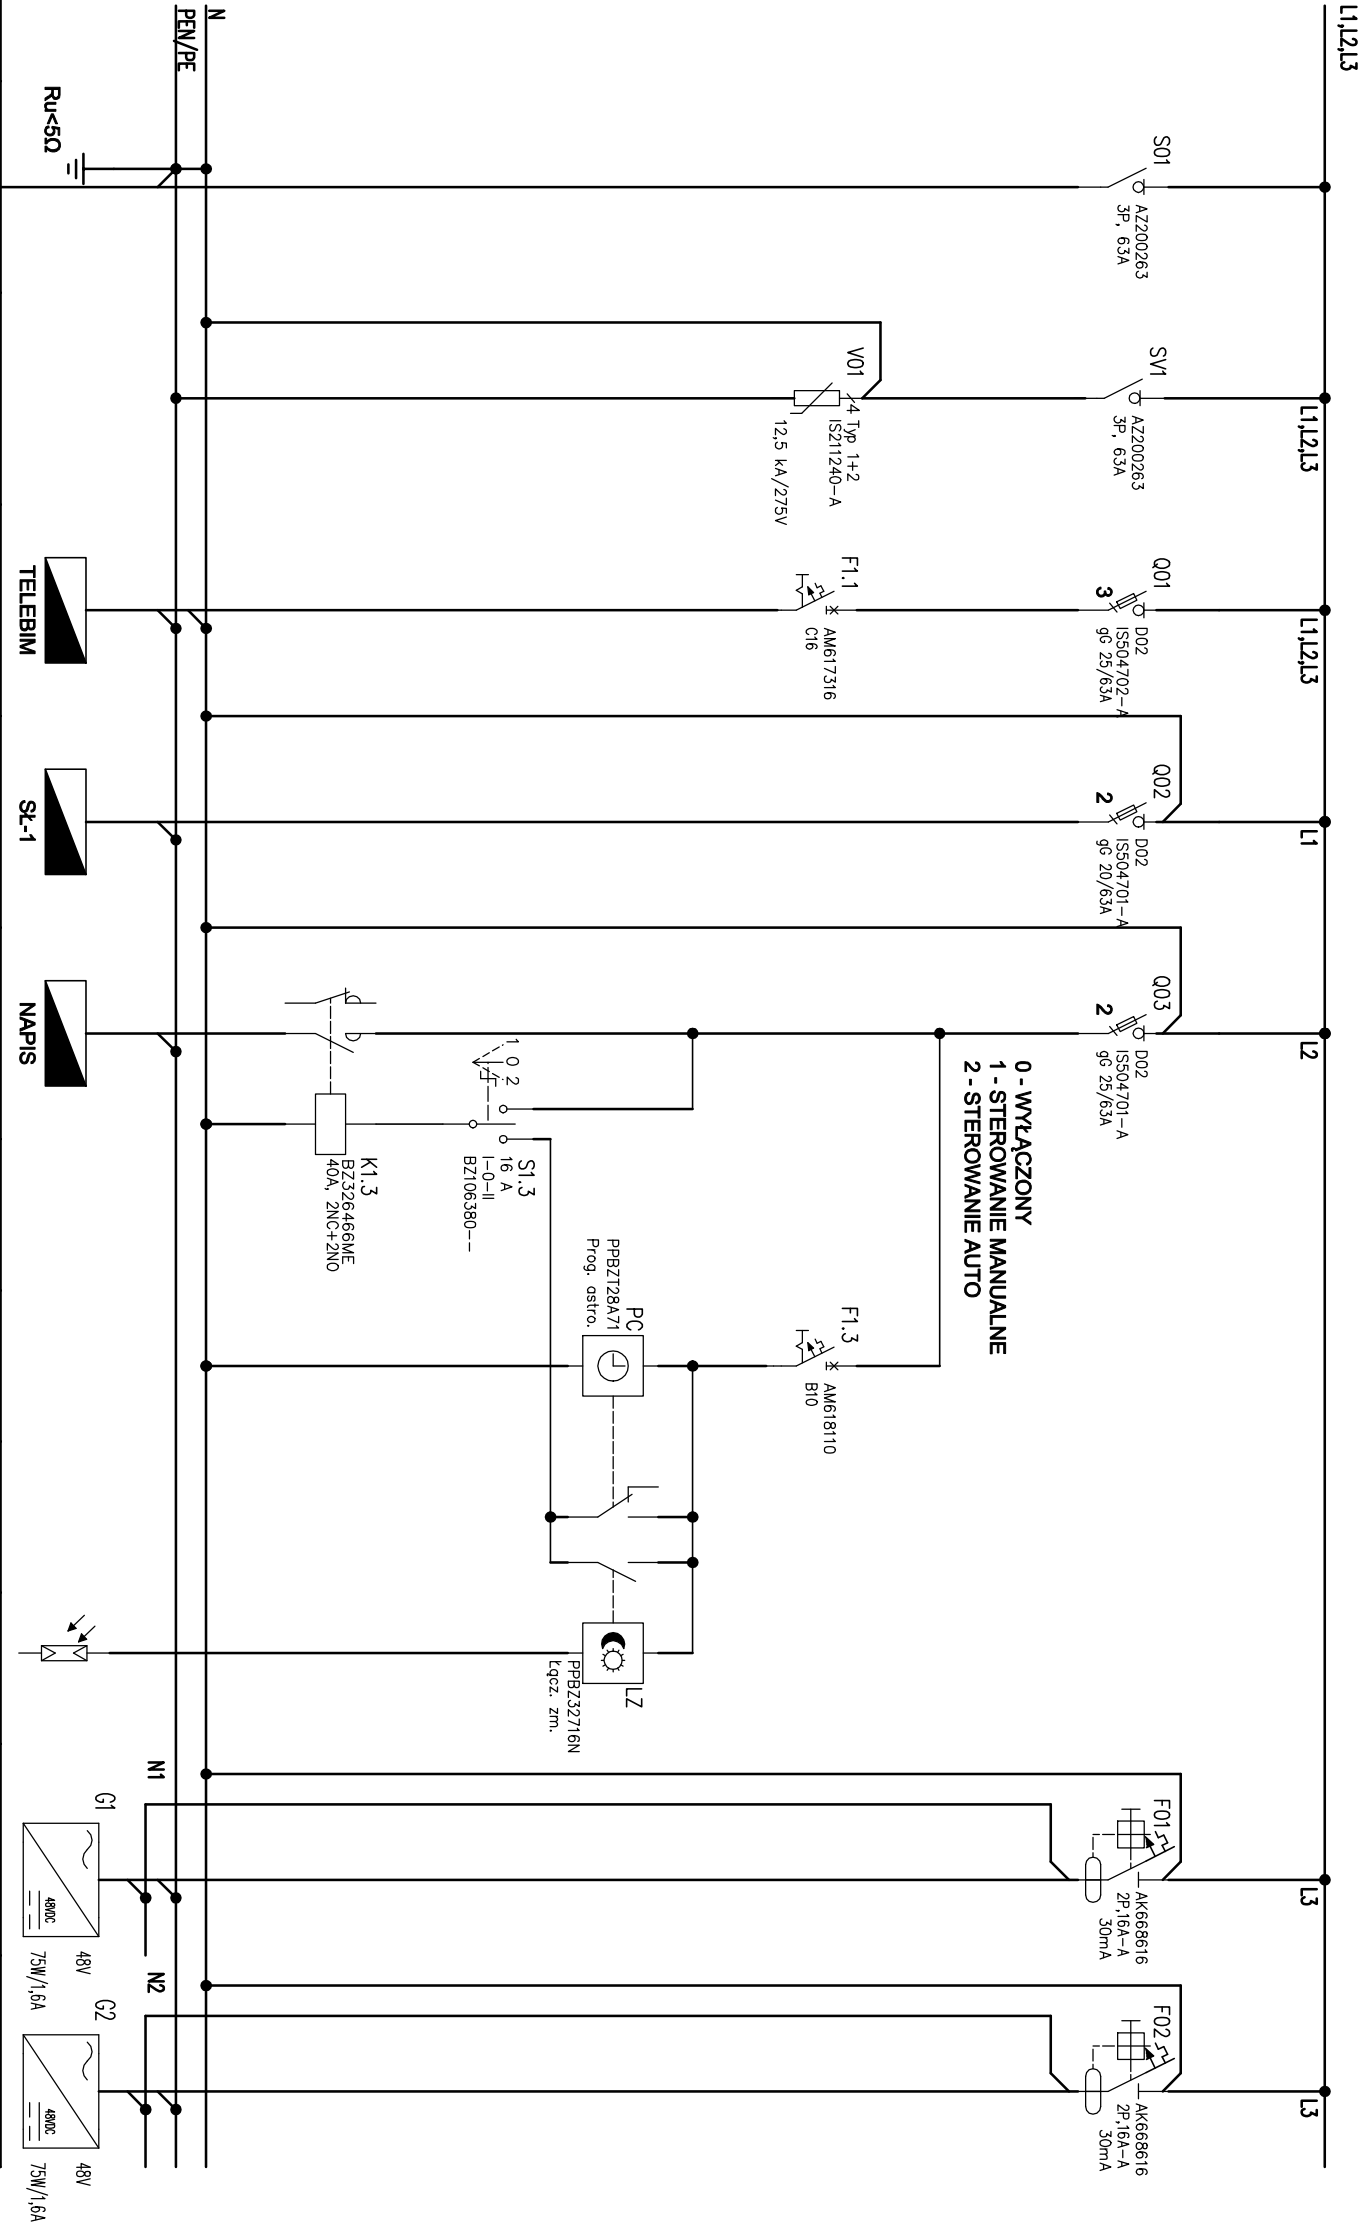 L1,L2,L3
N
PEN/PE
Ru<5Ω
S01
AZ200263
3P, 63A
SV1
AZ200263
3P, 63A
L1,L2,L3
V01
4
Typ 1+2
IS211240-A
12,5 kA/275V
Q01
3
D02
IS504702-A
gG 25/63A
L1,L2,L3
F1.1
AM617316
C16
TELEBIM
Q02
2
D02
IS504701-A
gG 20/63A
L1
SŁ-1
Q03
2
D02
IS504701-A
gG 25/63A
L2
0 - WYŁĄCZONY
1 - STEROWANIE MANUALNE
2 - STEROWANIE AUTO
1 0 2
S1.3
16 A
I-0-II
BZ106380--
K1.3
BZ326466ME
40A, 2NC+2NO
NAPIS
F1.3
AM618110
B10
PC
PPBZT28A71
Prog. astro.
LZ
PPBZ32716N
Łącz. zm.
F01
AK668616
2P,16A-A
30mA
L3
N1
G1
48VDC
48V
75W/1,6A
F02
AK668616
2P,16A-A
30mA
L3
N2
G2
48VDC
48V
75W/1,6A